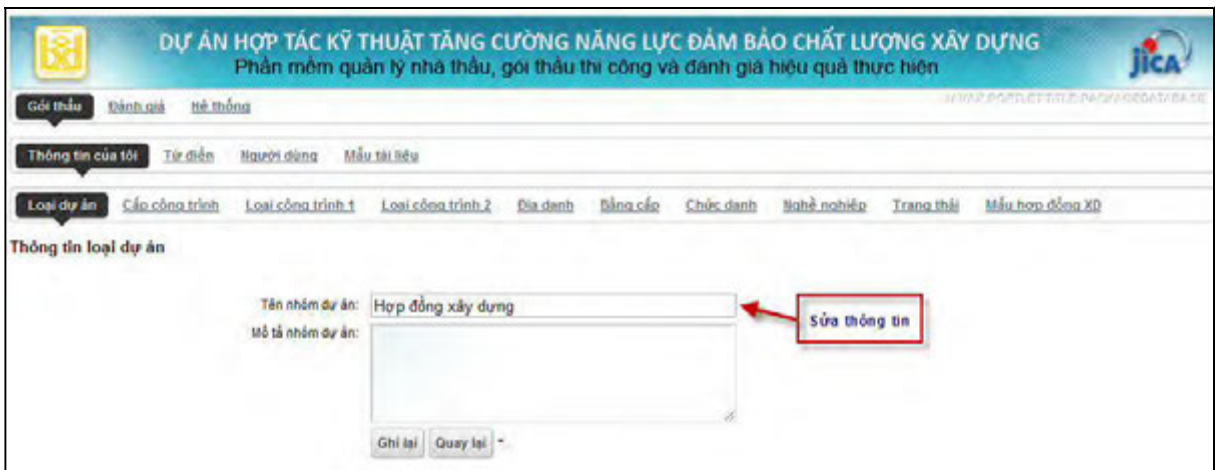 DỰ ÁN HỢP TÁC KỸ THUẬT TĂNG CƯỜNG NĂNG LỰC ĐẢM BẢO CHẤT LƯỢNG XÂY DỰNG
Phần mềm quản lý nhà thầu, gói thầu thi công và đánh giá hiệu quả thực hiện
jica
Gói thầu Đánh giá Hệ thống
Thông tin của tôi Từ điển Người dùng Mẫu tài liệu
Loại dự án Cấp công trình Loại công trình 1 Loại công trình 2 Địa danh Bằng cấp Chức danh Nghề nghiệp Trạng thái Mẫu hợp đồng XD
Thông tin loại dự án
Tên nhóm dự án: Hợp đồng xây dựng
Sửa thông tin
Mô tả nhóm dự án:
Ghi lại Quay lại